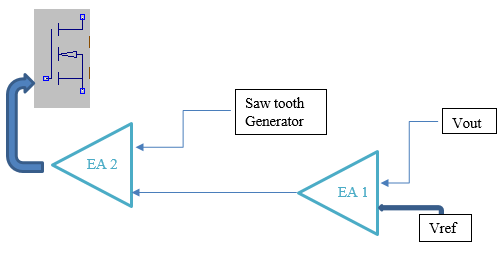 Saw tooth
Generator
Vout
EA 2
EA 1
Vref